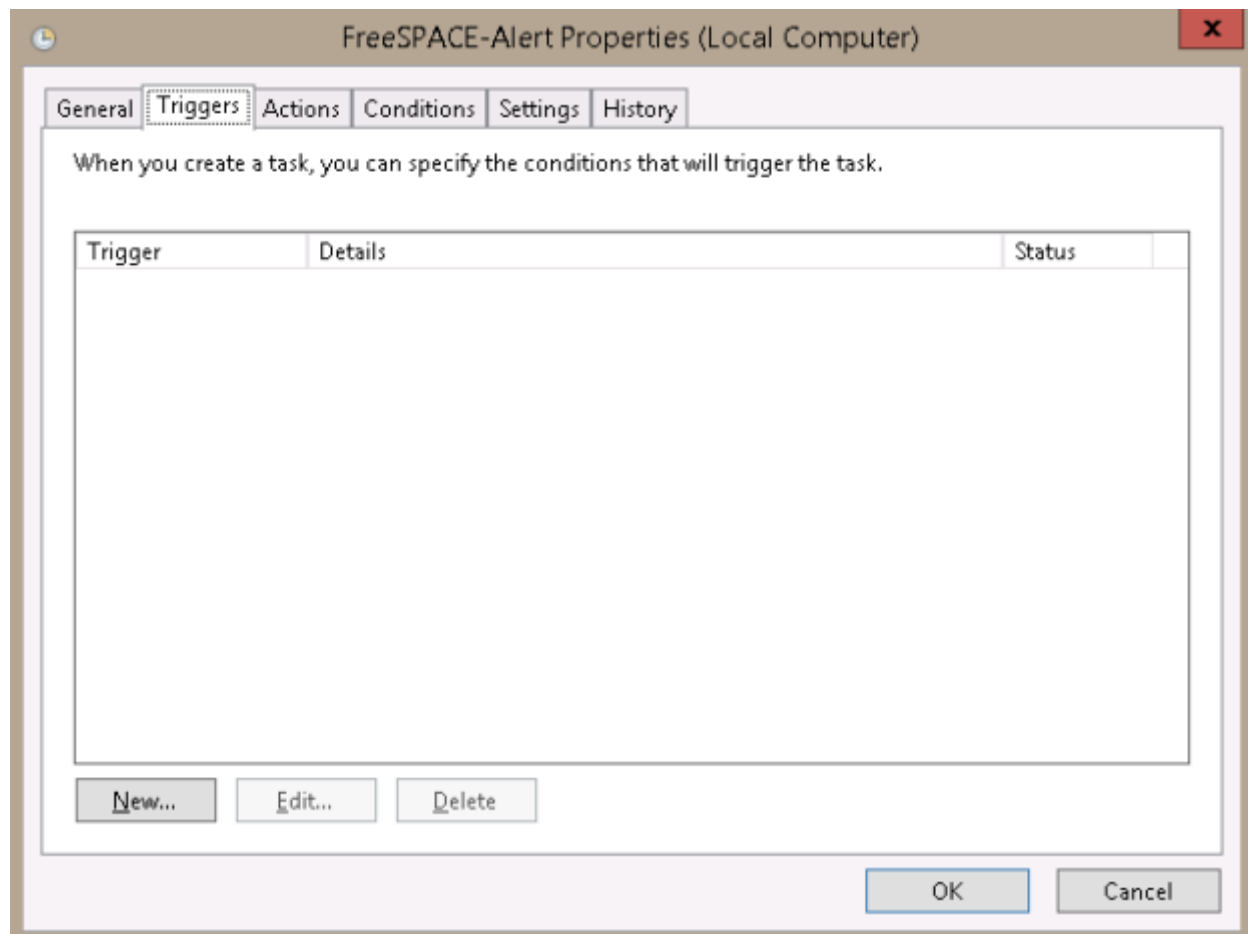 FreeSPACE-Alert Properties (Local Computer)
x
General Triggers Actions Conditions Settings History
When you create a task, you can specify the conditions that will trigger the task.
Trigger Details Status
New... Edit... Delete
OK Cancel